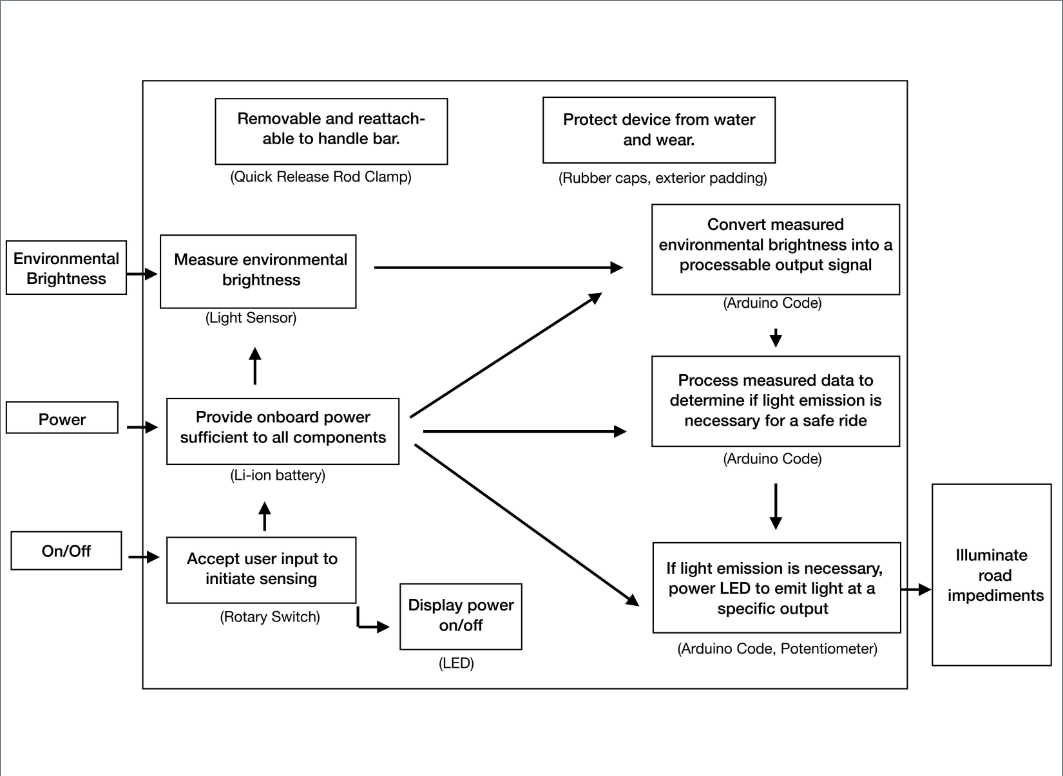 Removable and reattach-
able to handle bar.
(Quick Release Rod Clamp)
Protect device from water
and wear.
(Rubber caps, exterior padding)
Environmental
Brightness
Measure environmental
brightness
(Light Sensor)
Convert measured
environmental brightness into a
processable output signal
(Arduino Code)
Power
Provide onboard power
sufficient to all components
(Li-ion battery)
Process measured data to
determine if light emission is
necessary for a safe ride
(Arduino Code)
On/Off
Accept user input to
initiate sensing
(Rotary Switch)
Display power
on/off
(LED)
If light emission is necessary,
power LED to emit light at a
specific output
(Arduino Code, Potentiometer)
Illuminate
road
impediments